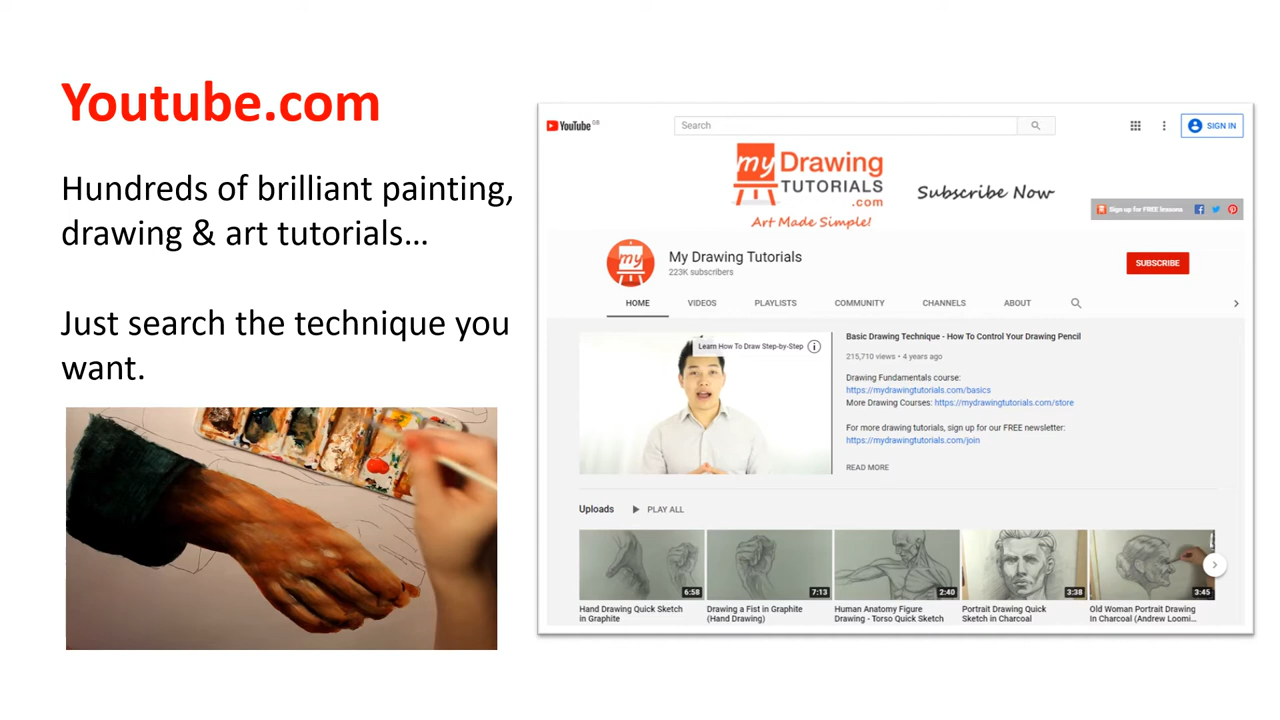 Youtube.com
Hundreds of brilliant painting,
drawing & art tutorials...
Just search the technique you
want.
YouTube GB
Search
SIGN IN
my Drawing
TUTORIALS
.com
Art Made Simple!
Subscribe Now
Sign up for FREE lessons
my
My Drawing Tutorials
223K subscribers
SUBSCRIBE
HOME VIDEOS PLAYLISTS COMMUNITY CHANNELS ABOUT
Learn How To Draw Step-by-Step
Basic Drawing Technique - How To Control Your Drawing Pencil
215,710 views • 4 years ago
Drawing Fundamentals course:
https://mydrawingtutorials.com/basics
More Drawing Courses: https://mydrawingtutorials.com/store
For more drawing tutorials, sign up for our FREE newsletter:
https://mydrawingtutorials.com/join
READ MORE
Uploads PLAY ALL
6:58
7:13
2:40
3:38
3:45
Hand Drawing Quick Sketch
in Graphite
Drawing a Fist in Graphite
(Hand Drawing)
Human Anatomy Figure
Drawing - Torso Quick Sketch
Portrait Drawing Quick
Sketch in Charcoal
Old Woman Portrait Drawing
In Charcoal (Andrew Loomi...